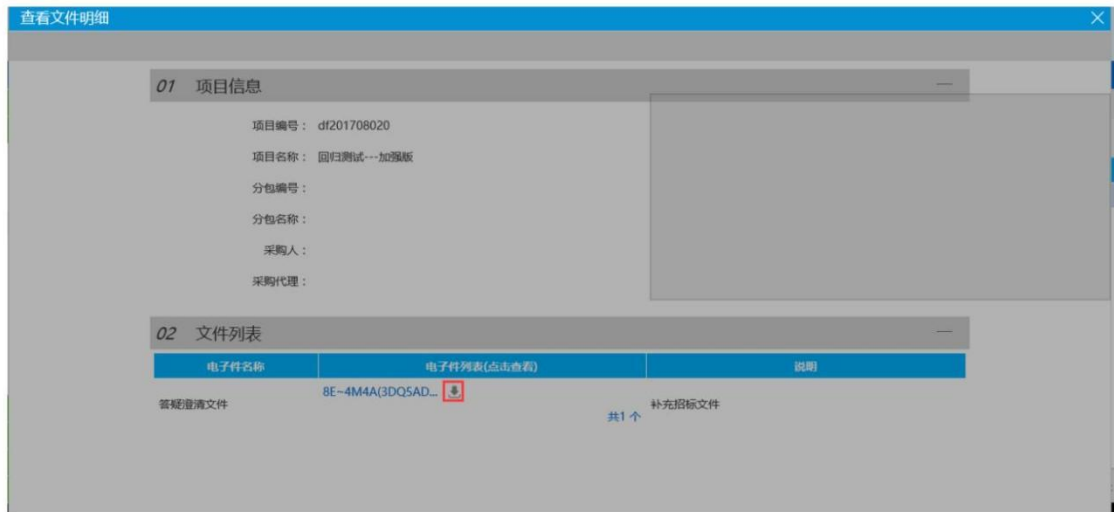 查看文件明细
01 项目信息
项目编号： df201708020
项目名称： 回归测试---加强版
分包编号：
分包名称：
采购人：
采购代理：
02 文件列表
电子件名称 电子件列表(点击查看) 说明
8E~4M4A(3DQ5AD...
答疑澄清文件 补充招标文件
共1 个